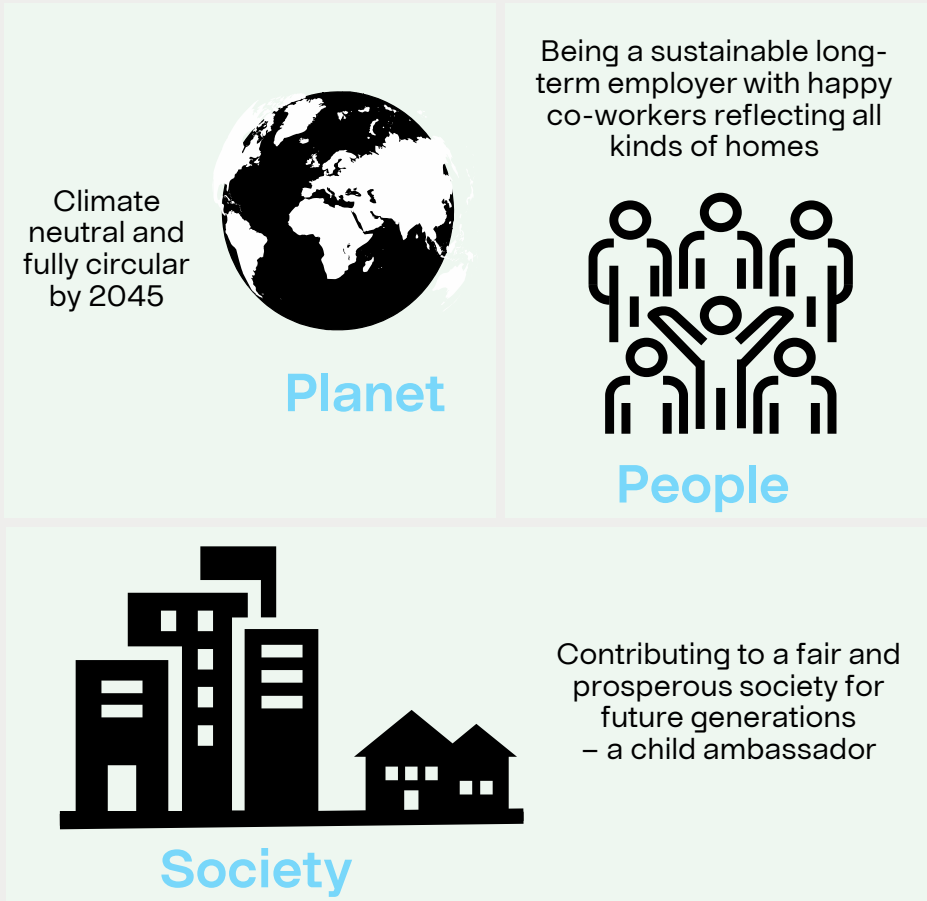 Climate
neutral and
fully circular
by 2045
Planet
Being a sustainable long-
term employer with happy
co-workers reflecting all
kinds of homes
People
Society
Contributing to a fair and
prosperous society for
future generations
– a child ambassador